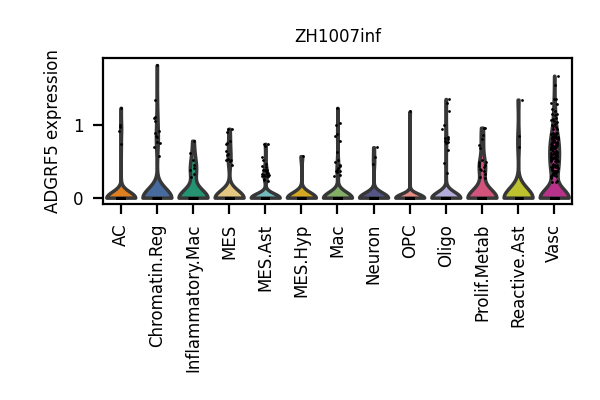 ZH1007inf
ADGRF5 expression
1
0
AC
Chromatin.Reg
Inflammatory.Mac
MES
MES.Ast
MES.Hyp
Mac
Neuron
OPC
Oligo
Prolif.Metab
Reactive.Ast
Vasc